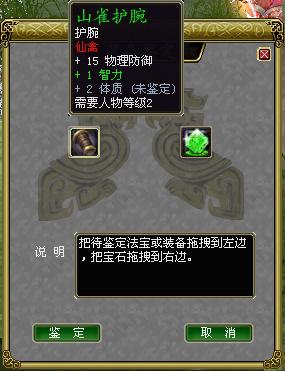 山雀护腕
护腕
仙禽
+ 15 物理防御
+ 1 智力
+ 2 体质 (未鉴定)
需要人物等级2
说 明
把待鉴定法宝或装备拖拽到左边
，把宝石拖拽到右边。
鉴 定
取 消